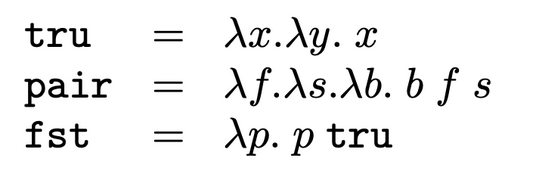 tru = λx.λy. x
pair = λf.λs.λb. b f s
fst = λp. p tru